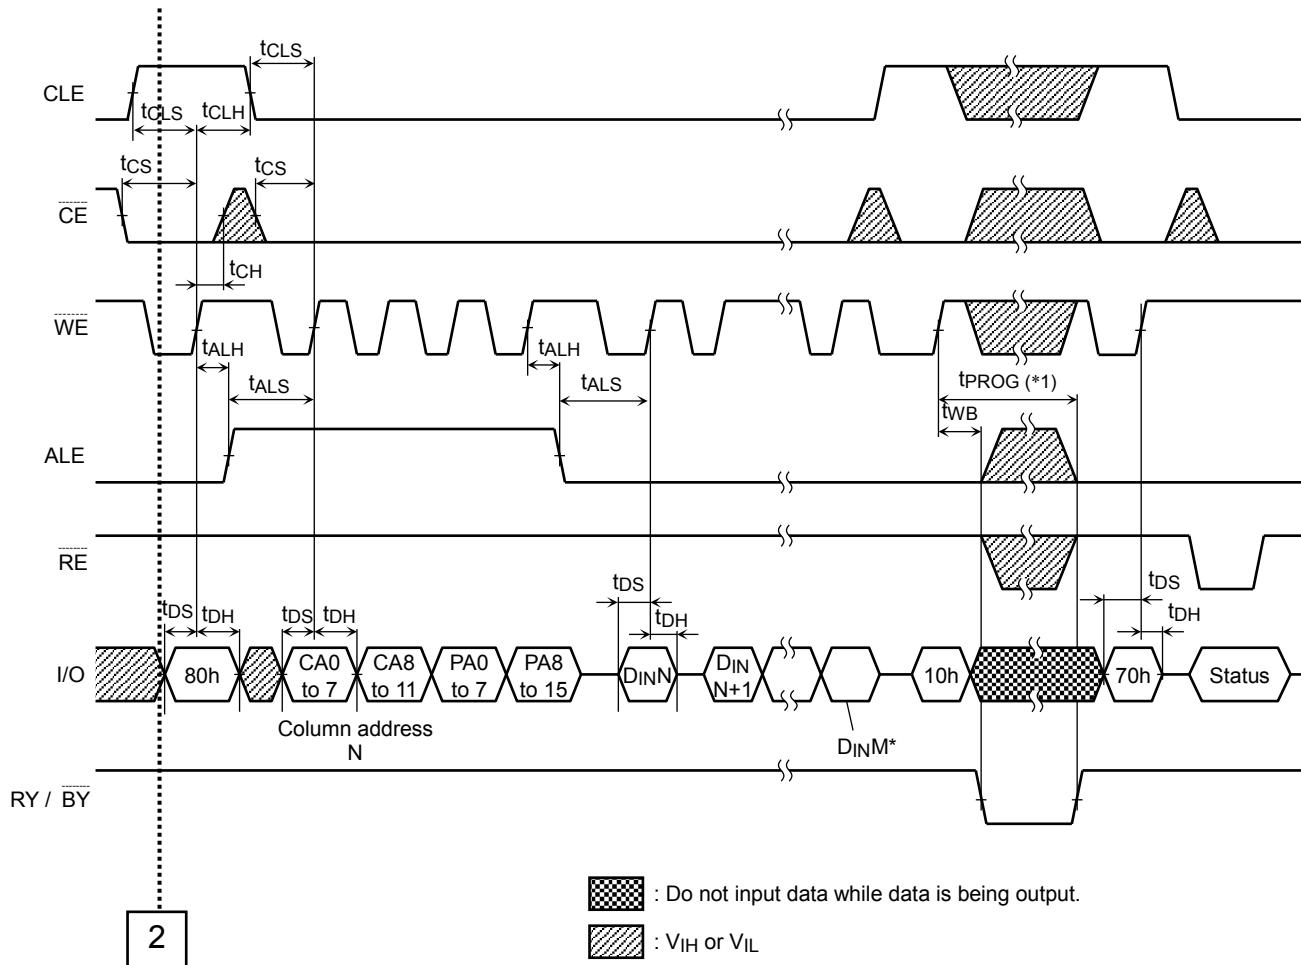 tCLS
CLE
tCLS tCLH
tCS tCS
CE
tCH
WE
tALH tALH
tALS tALS
tPROG (*1)
tWB
ALE
RE
tDS tDH tDS tDH tDS tDH tDS tDH
I/O
80h
CA0 to 7
CA8 to 11
PA0 to 7
PA8 to 15
DINN
DIN N+1
10h
70h
Status
Column address
N
DINM*
RY / BY
: Do not input data while data is being output.
2
: VIH or VIL